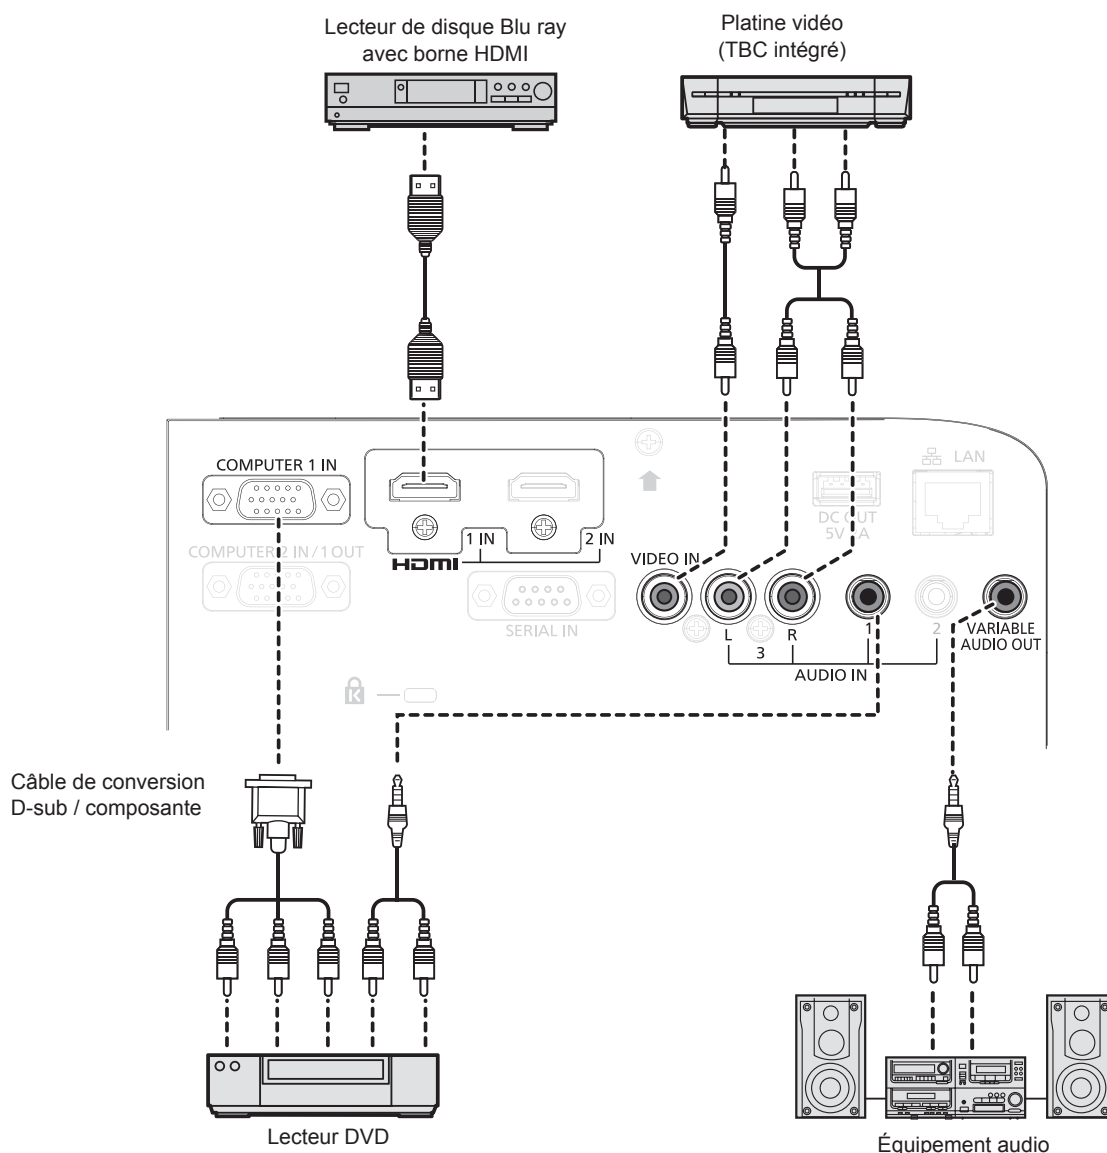 Lecteur de disque Blu ray
avec borne HDMI
Platine vidéo
(TBC intégré)
COMPUTER 1 IN
COMPUTER 2 IN / 1 OUT
HDMI
1 IN
2 IN
SERIAL IN
DC OUT
5V 2A
LAN
VIDEO IN
L
R
3
1
2
AUDIO IN
VARIABLE
AUDIO OUT
K
Câble de conversion
D-sub / composante
Lecteur DVD
Équipement audio